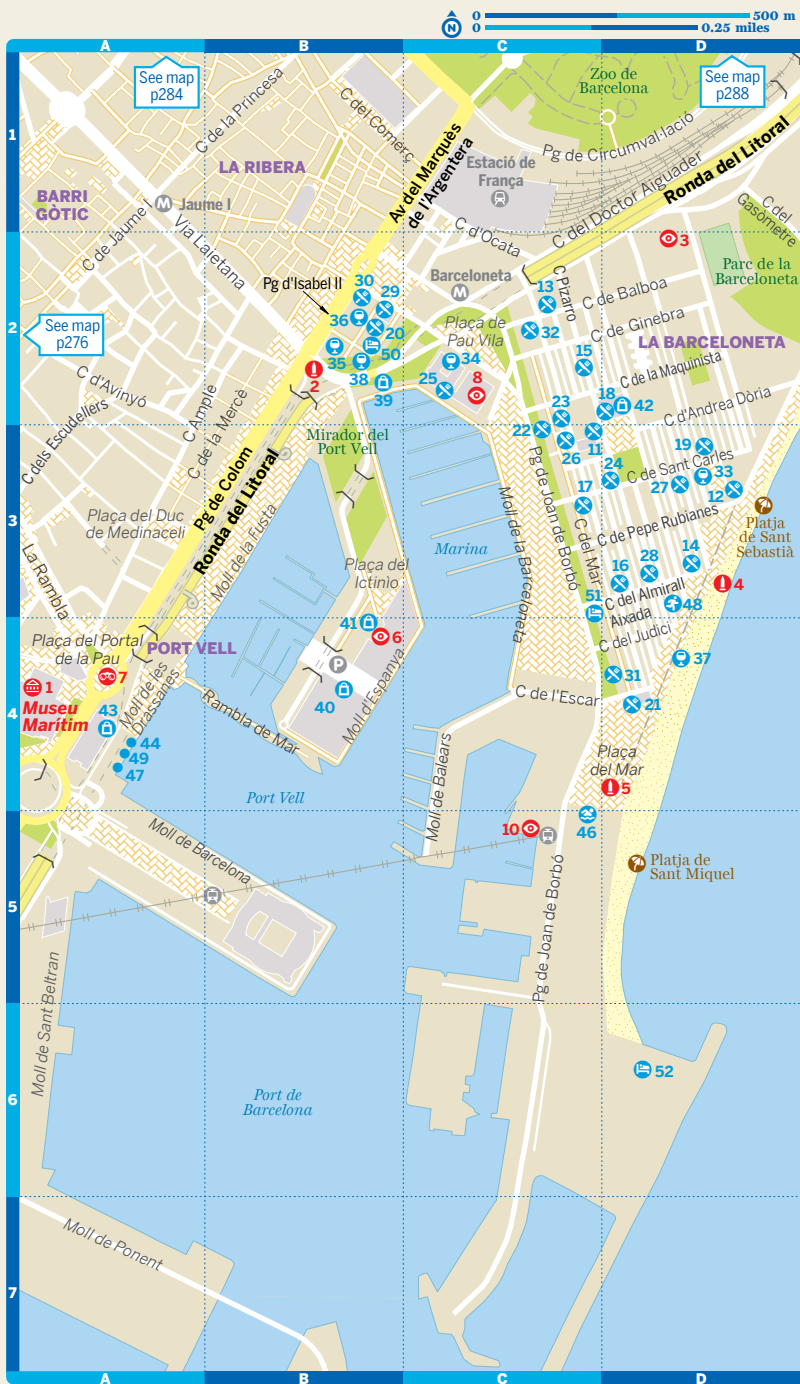 0 500 m
N
0 0.25 miles
A B C D
See map
p284
See map
p288
Zoo de
Barcelona
C de la Princesa
C del Comerç
1
LA RIBERA
Av del Marquès
de l'Argentera
Estació de
França
Pg de Circumval·lació
Ronda del Litoral
C del Doctor Aiguader
BARRI
GÒTIC
M Jaume I
C de Jaume I
Via Laietana
C d'Ocata
C del
Gasòmetre
3
Parc de la
Barceloneta
Pg d'Isabel II
30
29
Barceloneta
M
C Pizarro
13
C de Balboa
2
See map
p276
36
20
Plaça de
Pau Vila
32
C de Ginebra
LA BARCELONETA
35
50
34
15
C de la Maquinista
2
38
39
25
8
18
42
C d'Avinyó
C Ample
C de la Mercè
C dels Escudellers
23
C d'Andrea Dòria
Mirador del
Port Vell
22
26
11
24
19
C de Sant Carles
33
27
12
Pg de Colom
Ronda del Litoral
Moll de la Fusta
Pg de Joan de Borbó
17
C del Mar
3
Plaça del Duc
de Medinaceli
Marina
Moll de la Barceloneta
C de Pepe Rubianes
Platja
de Sant
Sebastià
La Rambla
Plaça del
Ictinio
16
28
14
4
51
C del Almirall
Aixada
48
41
6
C del Judici
Plaça del Portal
de la Pau
PORT VELL
P
37
1
Museu
Marítim
7
Moll de les
Drassanes
Rambla de Mar
40
Moll d'Espanya
C de l'Escar
31
21
4
43
44
49
47
Moll de Balears
Plaça
del Mar
5
Port Vell
10
46
Moll de Barcelona
Platja de
Sant Miquel
5
Pg de Joan de Borbó
Moll de Sant Beltran
52
6
Port de
Barcelona
Moll de Ponent
7
A B C D